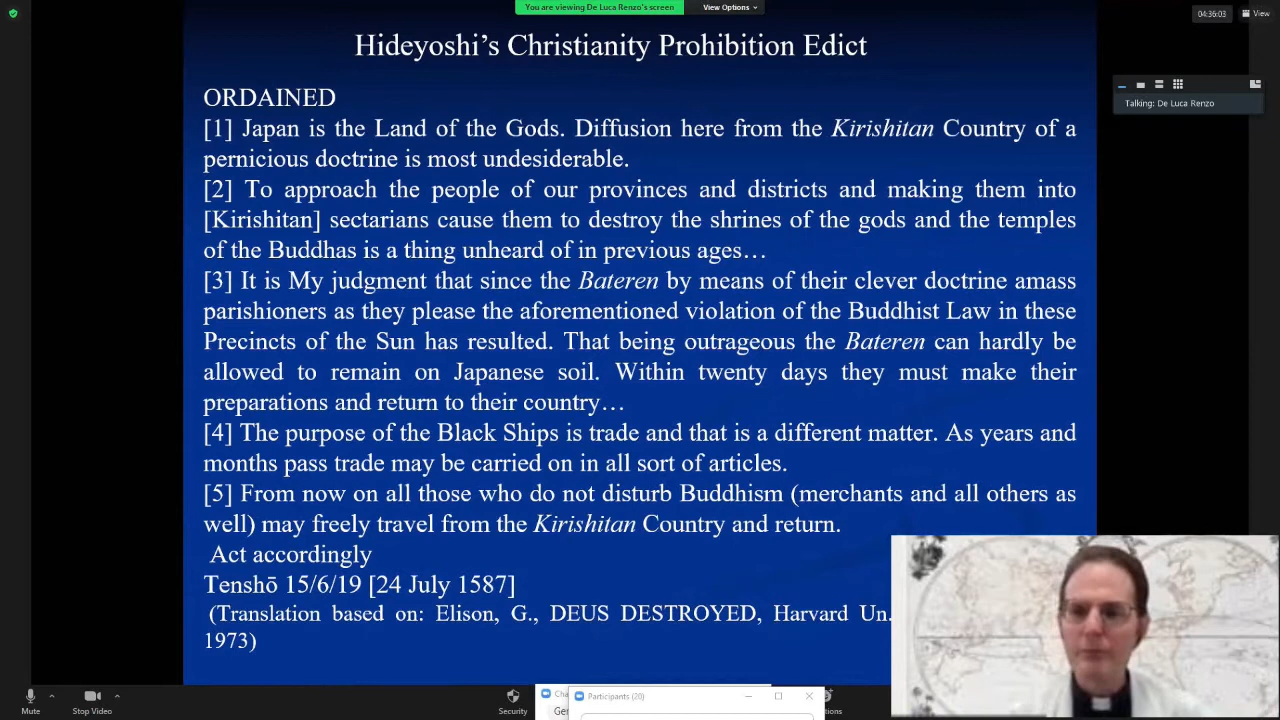 You are viewing De Luca Renzo's screen
View Options
04:36:03
View
Talking: De Luca Renzo
Hideyoshi's Christianity Prohibition Edict
ORDAINED
[1] Japan is the Land of the Gods. Diffusion here from the Kirishitan Country of a
pernicious doctrine is most undesiderable.
[2] To approach the people of our provinces and districts and making them into
[Kirishitan] sectarians cause them to destroy the shrines of the gods and the temples
of the Buddhas is a thing unheard of in previous ages…
[3] It is My judgment that since the Bateren by means of their clever doctrine amass
parishioners as they please the aforementioned violation of the Buddhist Law in these
Precincts of the Sun has resulted. That being outrageous the Bateren can hardly be
allowed to remain on Japanese soil. Within twenty days they must make their
preparations and return to their country…
[4] The purpose of the Black Ships is trade and that is a different matter. As years and
months pass trade may be carried on in all sort of articles.
[5] From now on all those who do not disturb Buddhism (merchants and all others as
well) may freely travel from the Kirishitan Country and return.
Act accordingly
Tenshō 15/6/19 [24 July 1587]
(Translation based on: Elison, G., DEUS DESTROYED, Harvard Un.
1973)
Mute
Stop Video
Security
Cha
Ger
Participants (20)
tions